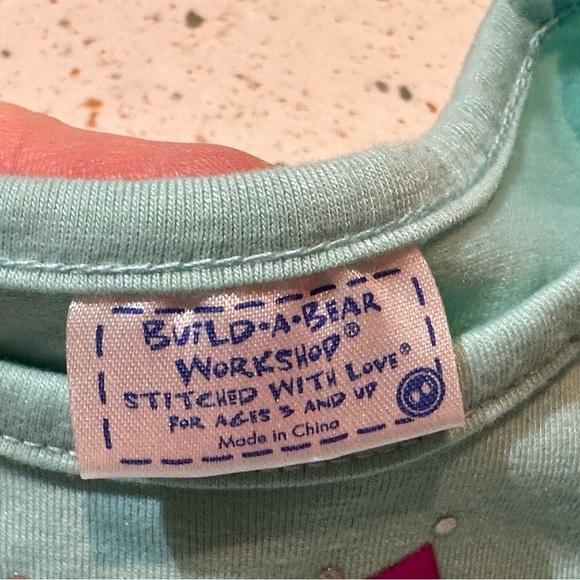 BUILD-A-BEAR
WORKSHOP®
STITCHED WITH LOVE®
FOR AGES 3 AND UP
Made in China